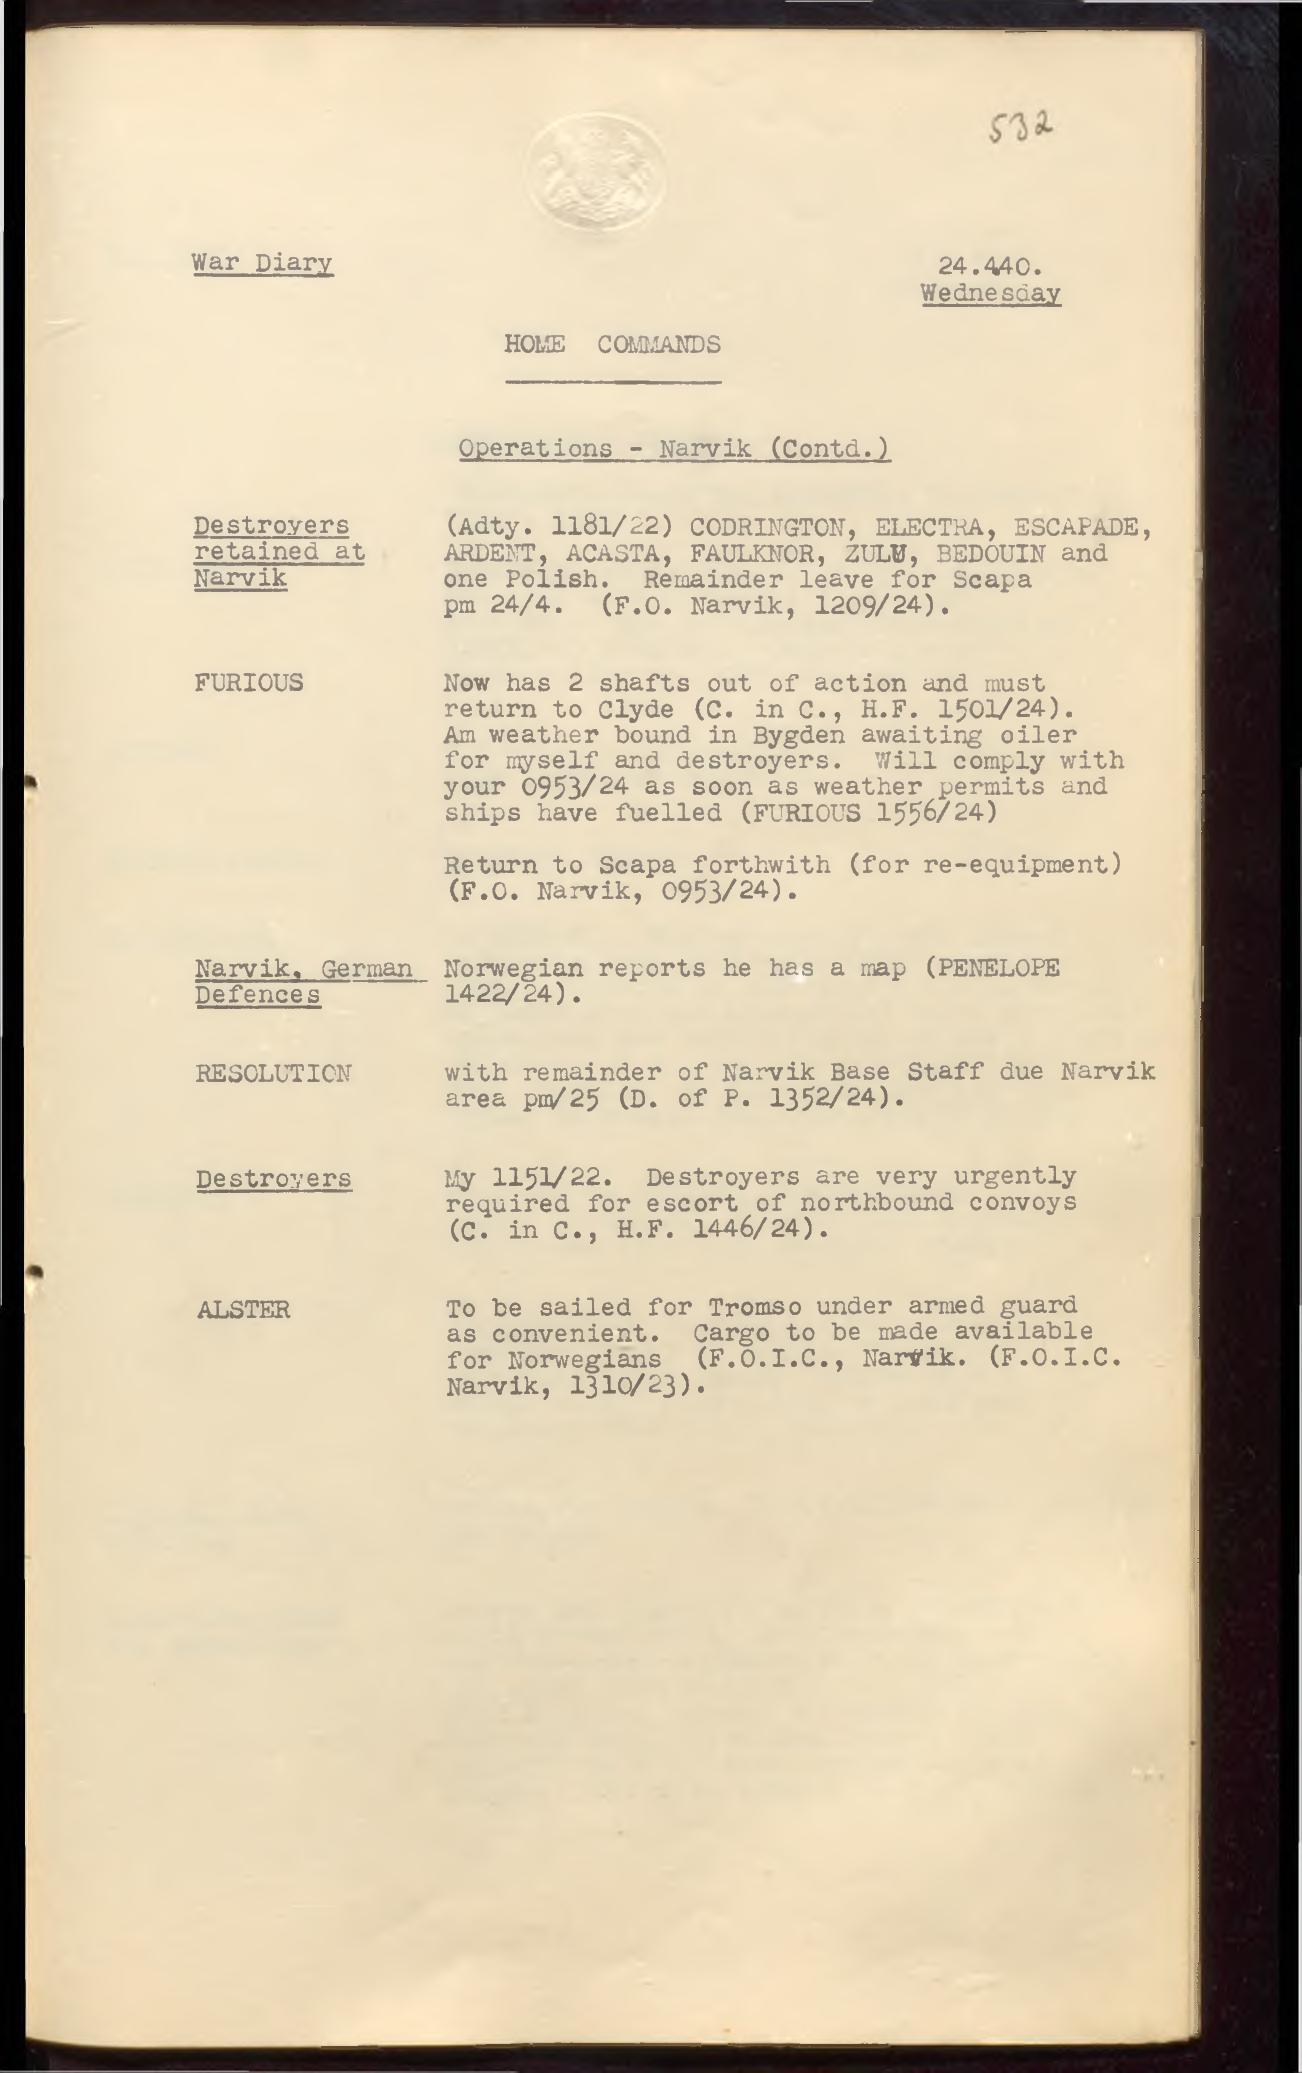 532
War Diary
24.440.
Wednesday
HOME COMMANDS
Operations - Narvik (Contd.)
Destroyers
retained at
Narvik
(Adty. 1181/22) CODRINGTON, ELECTRA, ESCAPADE,
ARDENT, ACASTA, FAULKNOR, ZULU, BEDOUIN and
one Polish. Remainder leave for Scapa
pm 24/4. (F.O. Narvik, 1209/24).
FURIOUS
Now has 2 shafts out of action and must
return to Clyde (C. in C., H.F. 1501/24).
Am weather bound in Bygden awaiting oiler
for myself and destroyers. Will comply with
your 0953/24 as soon as weather permits and
ships have fuelled (FURIOUS 1556/24)
Return to Scapa forthwith (for re-equipment)
(F.O. Narvik, 0953/24).
Narvik, German
Defences
Norwegian reports he has a map (PENELOPE
1422/24).
RESOLUTION
with remainder of Narvik Base Staff due Narvik
area pm/25 (D. of P. 1352/24).
Destroyers
My 1151/22. Destroyers are very urgently
required for escort of northbound convoys
(C. in C., H.F. 1446/24).
ALSTER
To be sailed for Tromso under armed guard
as convenient. Cargo to be made available
for Norwegians (F.O.I.C., Narvik. (F.O.I.C.
Narvik, 1310/23).